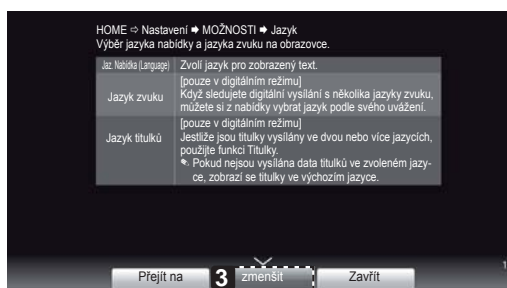 HOME ⇨ Nastavení ➡ MOŽNOSTI ➡ Jazyk
Výběr jazyka nabídky a jazyka zvuku na obrazovce.
Jaz. Nabídka (Language)
Zvolí jazyk pro zobrazený text.
Jazyk zvuku
[pouze v digitálním režimu]
Když sledujete digitální vysílání s několika jazyky zvuku,
můžete si z nabídky vybrat jazyk podle svého uvážení.
Jazyk titulků
[pouze v digitálním režimu]
Jestliže jsou titulky vysílány ve dvou nebo více jazycích,
použijte funkci Titulky.
✎ Pokud nejsou vysílána data titulků ve zvoleném jazy-
ce, zobrazí se titulky ve výchozím jazyce.
Přejít na
3
zmenšit
Zavřít
1